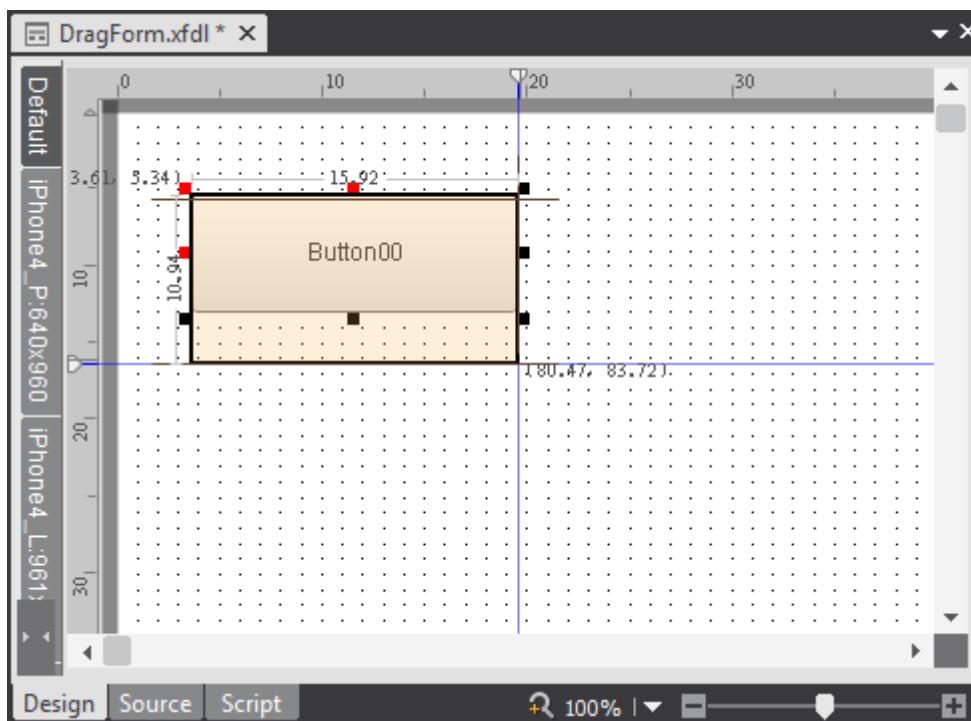 DragForm.xfdl *
0 10 20 30
Default
iPhone4_P:640x960
iPhone4_L:961x
10
20
30
3.61, 5.34)
15.92
10.94
Button00
(80.47, 83.72)
Design Source Script
100%